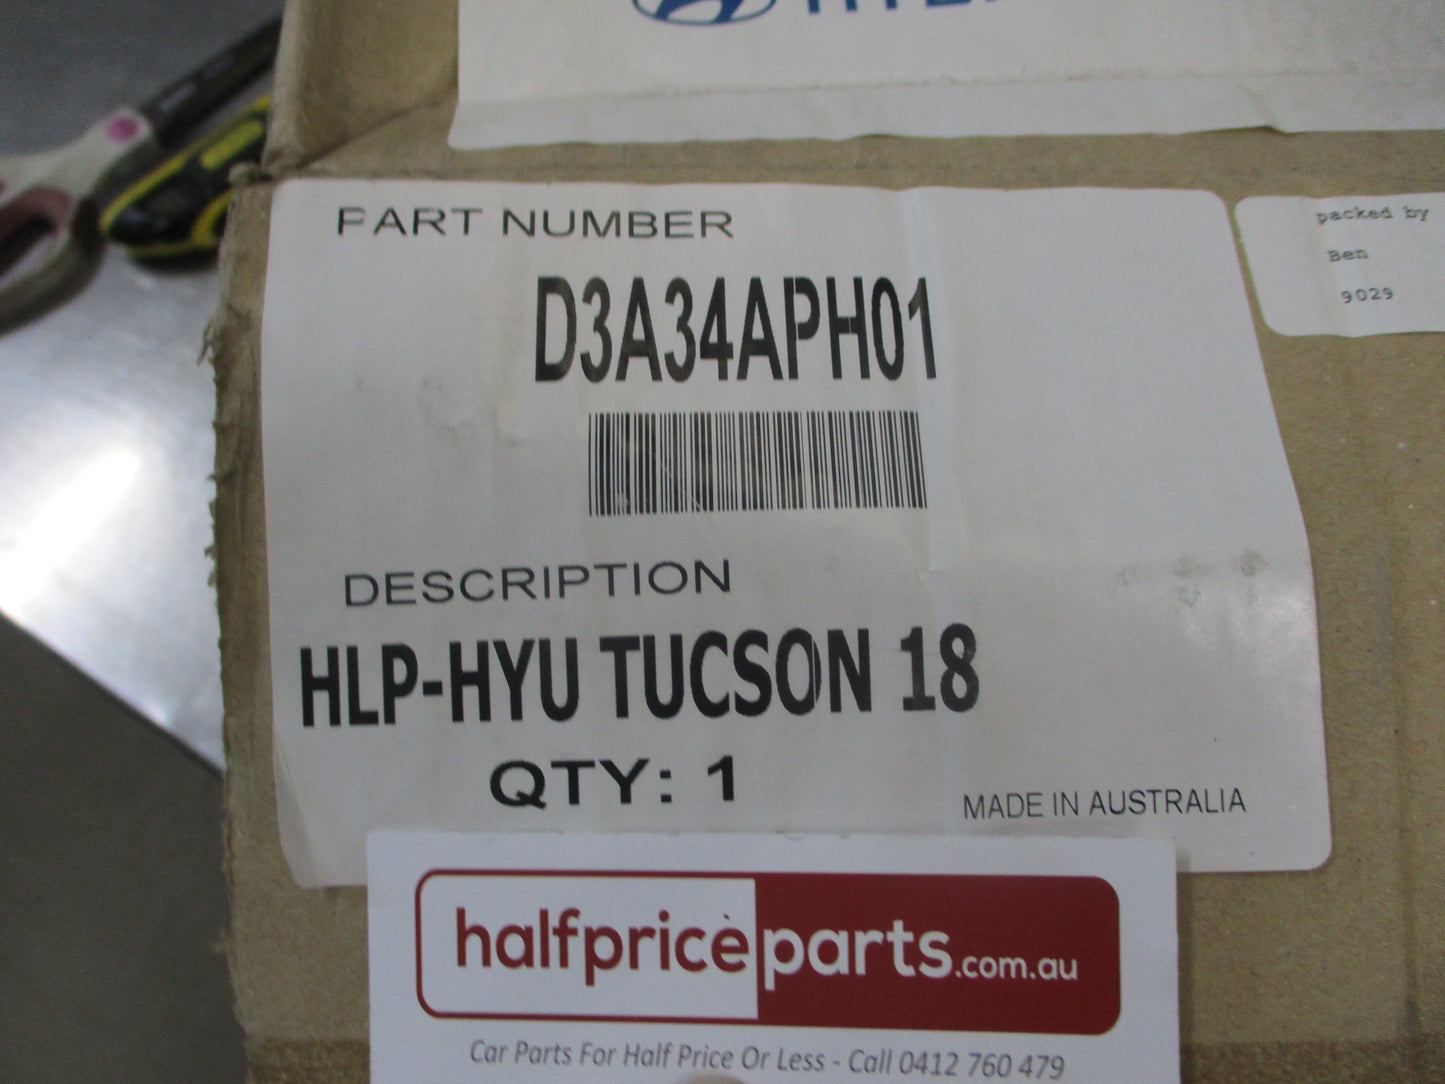 PART NUMBER
D3A34APH01
DESCRIPTION
HLP-HYU TUCSON 18
QTY: 1
MADE IN AUSTRALIA
packed by
Ben
9029
halfpriceparts.com.au
Car Parts For Half Price Or Less - Call 0412 760 479